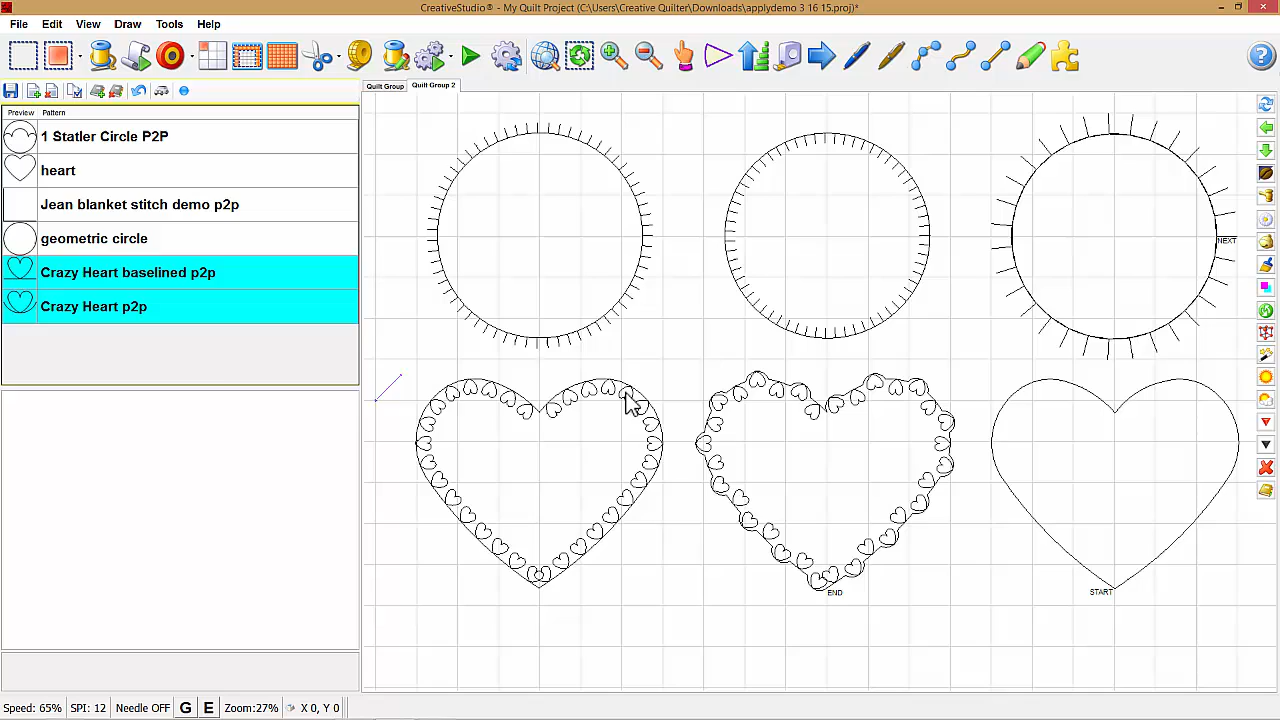 CreativeStudio® - My Quilt Project (C:\Users\Creative Quilter\Downloads\applydemo 3 16 15.proj)*
File Edit View Draw Tools Help
Quilt Group Quilt Group 2
Preview Pattern
1 Statler Circle P2P
heart
Jean blanket stitch demo p2p
geometric circle
Crazy Heart baselined p2p
Crazy Heart p2p
NEXT
END
START
Speed: 65% SPI: 12 Needle OFF G E Zoom:27% X 0, Y 0